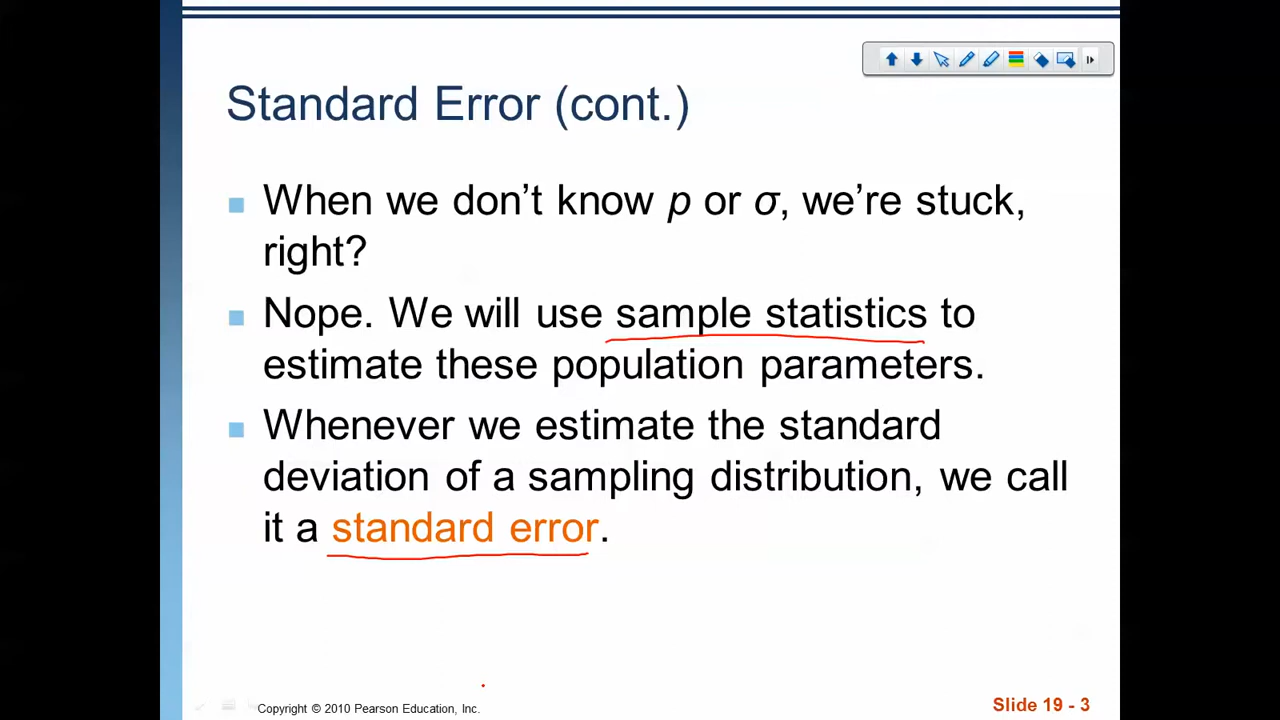 Standard Error (cont.)
When we don’t know p or σ, we’re stuck,
right?
Nope. We will use sample statistics to
estimate these population parameters.
Whenever we estimate the standard
deviation of a sampling distribution, we call
it a standard error.
Copyright © 2010 Pearson Education, Inc.
Slide 19 - 3